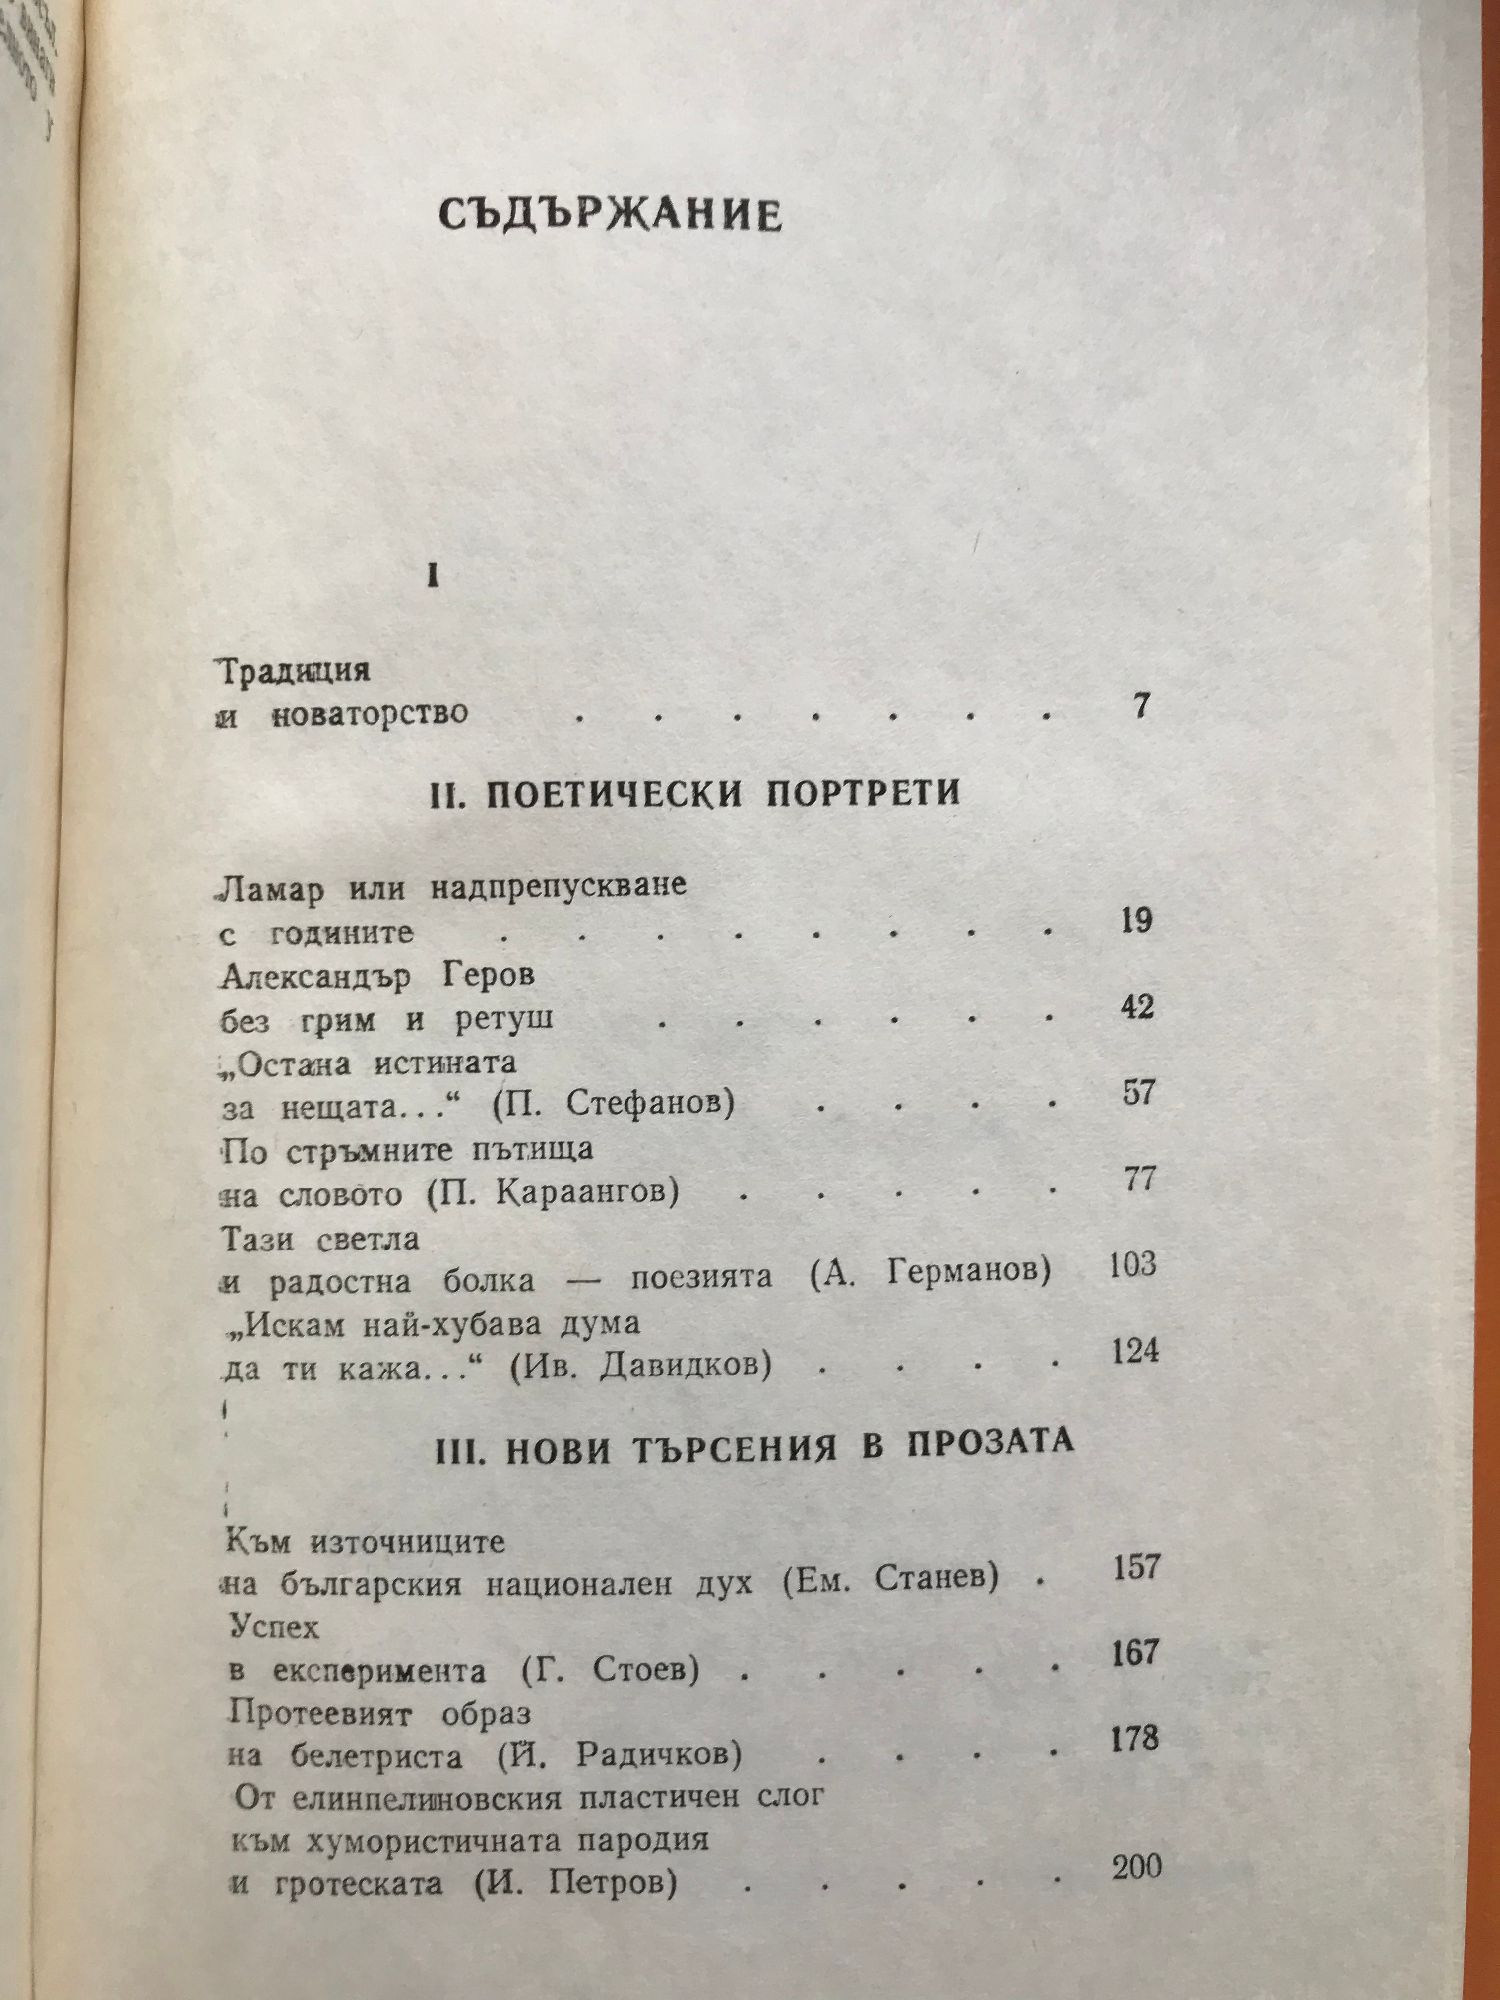 СЪДЪРЖАНИЕ
I
Традиция
и новаторство . . . . . . . 7
II. ПОЕТИЧЕСКИ ПОРТРЕТИ
Ламар или надпрепускване
с годините . . . . . . . . 19
Александър Геров
без грим и ретуш . . . . . . 42
„Остана истината
за нещата...“ (П. Стефанов) . . . . 57
По стръмните пътища
на словото (П. Караангов) . . . . . 77
Тази светла
и радостна болка — поезията (А. Германов) 103
„Искам най-хубава дума
да ти кажа...“ (Ив. Давидков) . . . . 124
III. НОВИ ТЪРСЕНИЯ В ПРОЗАТА
Към източниците
на българския национален дух (Ем. Станев) . 157
Успех
в експеримента (Г. Стоев) . . . . . 167
Протеевият образ
на белетриста (Й. Радичков) . . . . 178
От елинпелиновския пластичен слог
към хумористичната пародия
и гротеската (И. Петров) . . . . . 200